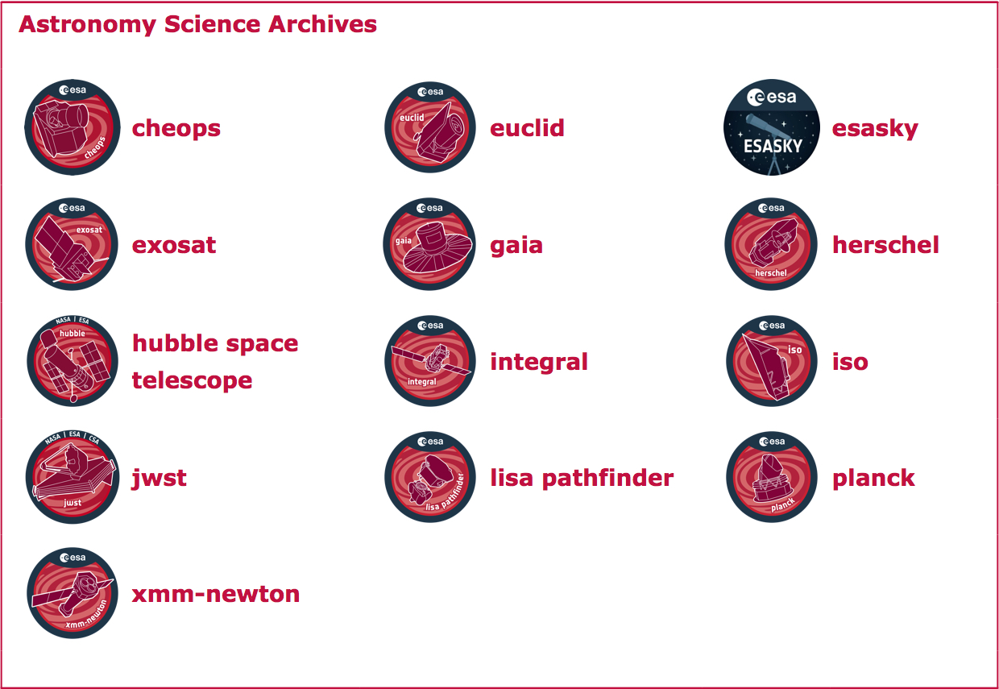 Astronomy Science Archives
esa
cheops
cheops
esa
euclid
euclid
esa
ESASKY
esasky
esa
exosat
exosat
esa
gaia
gaia
esa
herschel
herschel
NASA | ESA
hubble
hubble space
telescope
esa
integral
integral
esa
iso
iso
NASA | ESA | CSA
jwst
jwst
esa
lisa pathfinder
lisa pathfinder
esa
planck
planck
esa
xmm-newton
xmm-newton